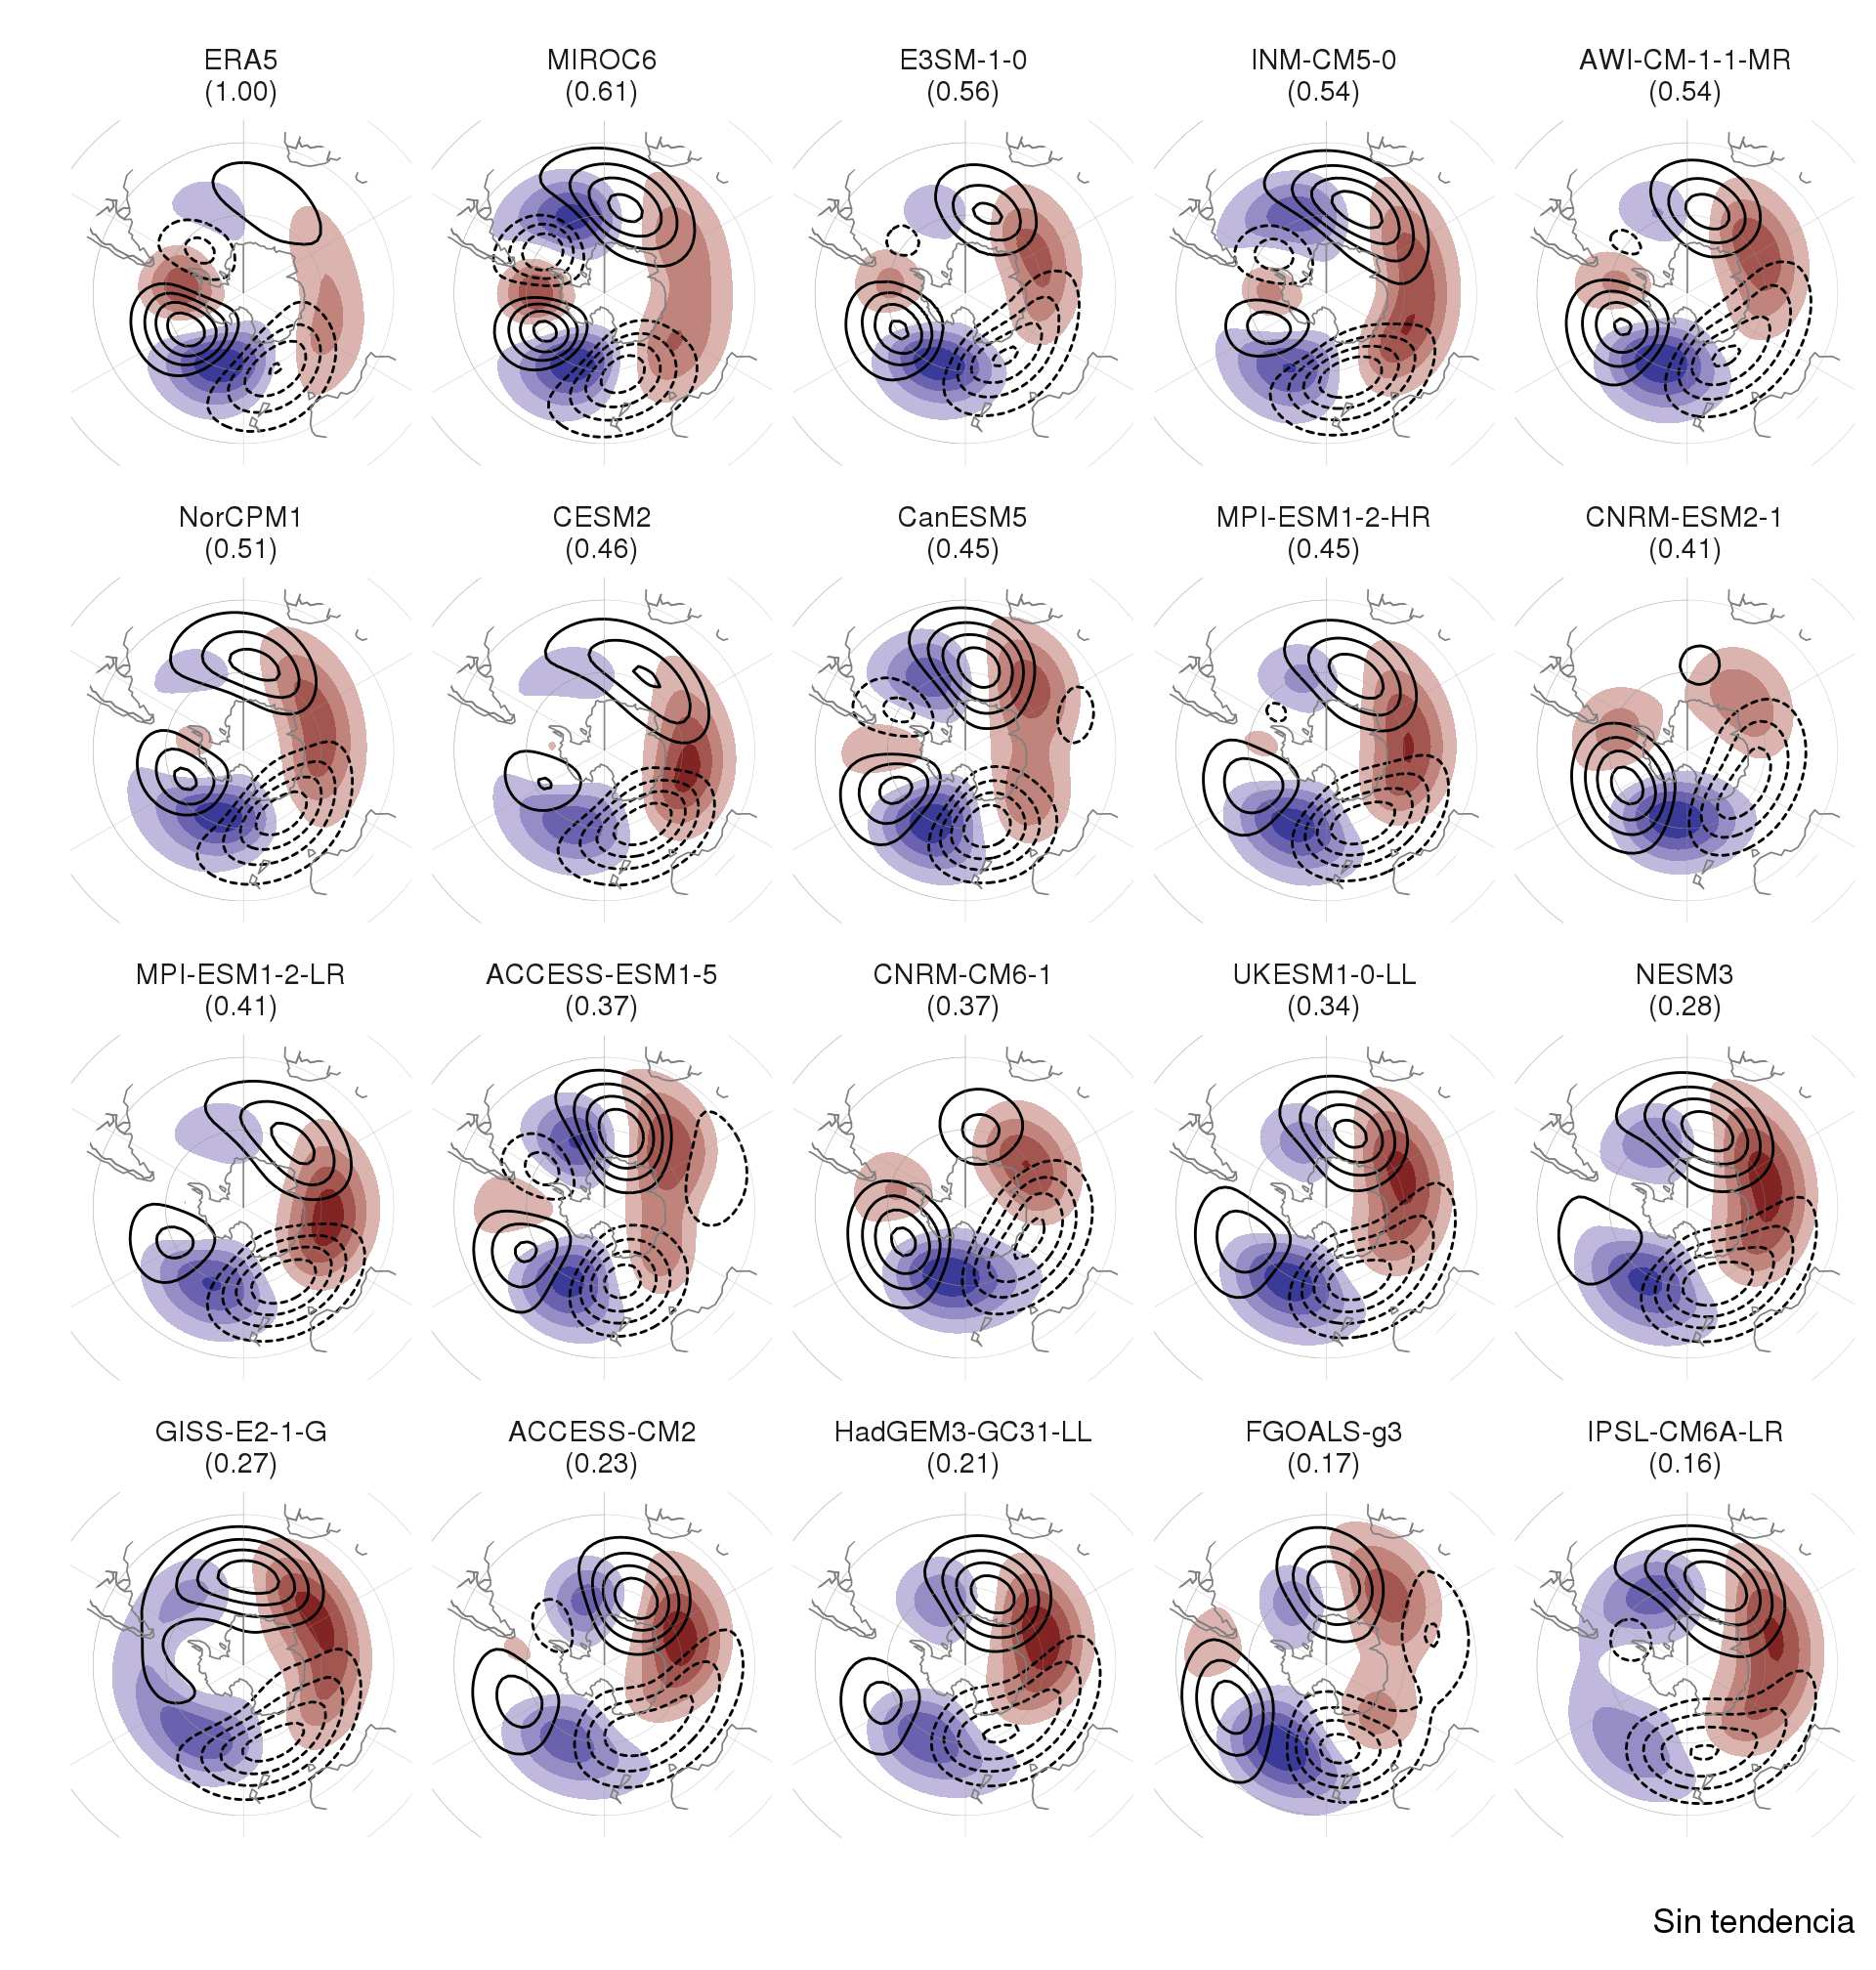 ERA5
(1.00)
MIROC6
(0.61)
E3SM-1-0
(0.56)
INM-CM5-0
(0.54)
AWI-CM-1-1-MR
(0.54)
NorCPM1
(0.51)
CESM2
(0.46)
CanESM5
(0.45)
MPI-ESM1-2-HR
(0.45)
CNRM-ESM2-1
(0.41)
MPI-ESM1-2-LR
(0.41)
ACCESS-ESM1-5
(0.37)
CNRM-CM6-1
(0.37)
UKESM1-0-LL
(0.34)
NESM3
(0.28)
GISS-E2-1-G
(0.27)
ACCESS-CM2
(0.23)
HadGEM3-GC31-LL
(0.21)
FGOALS-g3
(0.17)
IPSL-CM6A-LR
(0.16)
Sin tendencia